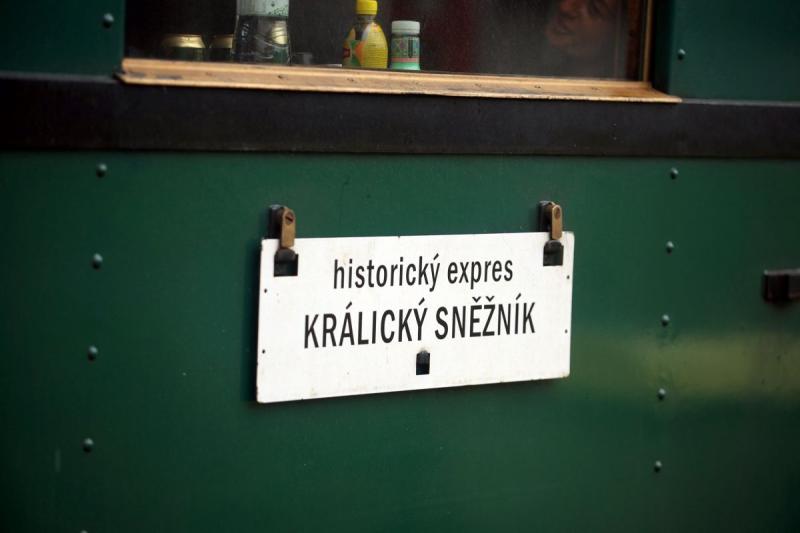 historický expres
KRÁLICKÝ SNĚŽNÍK